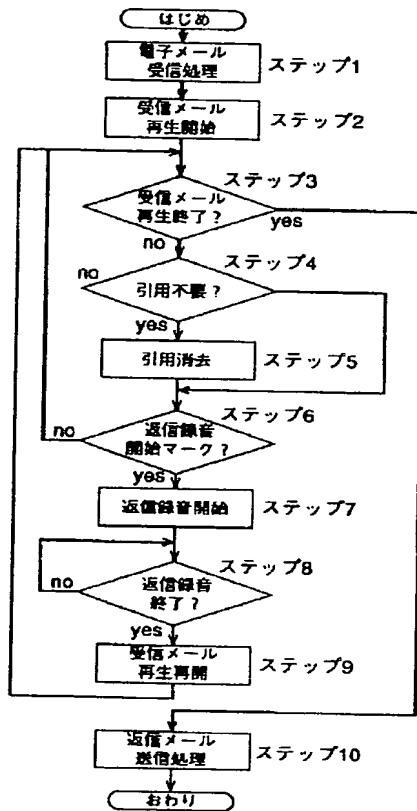 はじめ
電子メール
受信処理
ステップ1
受信メール
再生開始
ステップ2
ステップ3
受信メール
再生終了?
yes
no
ステップ4
no
引用不要?
yes
引用消去
ステップ5
ステップ6
返信録音
開始マーク?
no
yes
返信録音開始
ステップ7
ステップ8
返信録音
終了?
no
yes
受信メール
再生再開
ステップ9
返信メール
送信処理
ステップ10
おわり